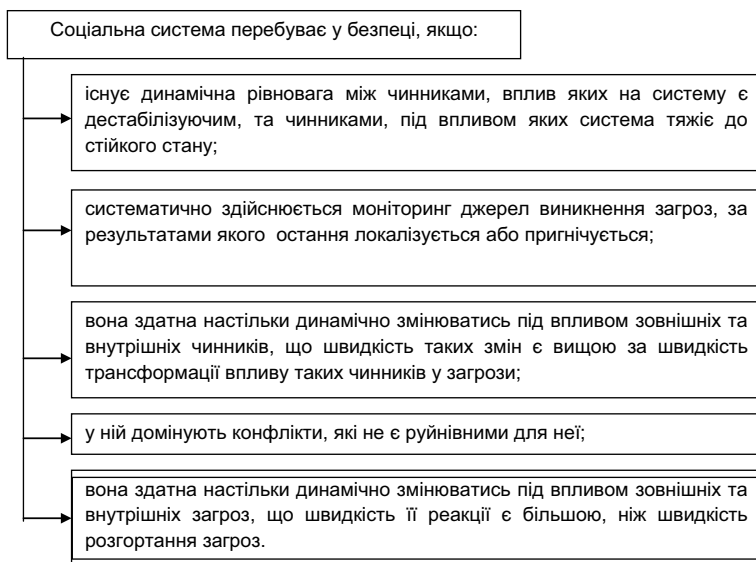 Соціальна система перебуває у безпеці, якщо:
існує динамічна рівновага між чинниками, вплив яких на систему є
дестабілізуючим, та чинниками, під впливом яких система тяжіє до
стійкого стану;
систематично здійснюється моніторинг джерел виникнення загроз, за
результатами якого остання локалізується або пригнічується;
вона здатна настільки динамічно змінюватись під впливом зовнішніх та
внутрішніх чинників, що швидкість таких змін є вищою за швидкість
трансформації впливу таких чинників у загрози;
у ній домінують конфлікти, які не є руйнівними для неї;
вона здатна настільки динамічно змінюватись під впливом зовнішніх та
внутрішніх загроз, що швидкість її реакції є більшою, ніж швидкість
розгортання загроз.